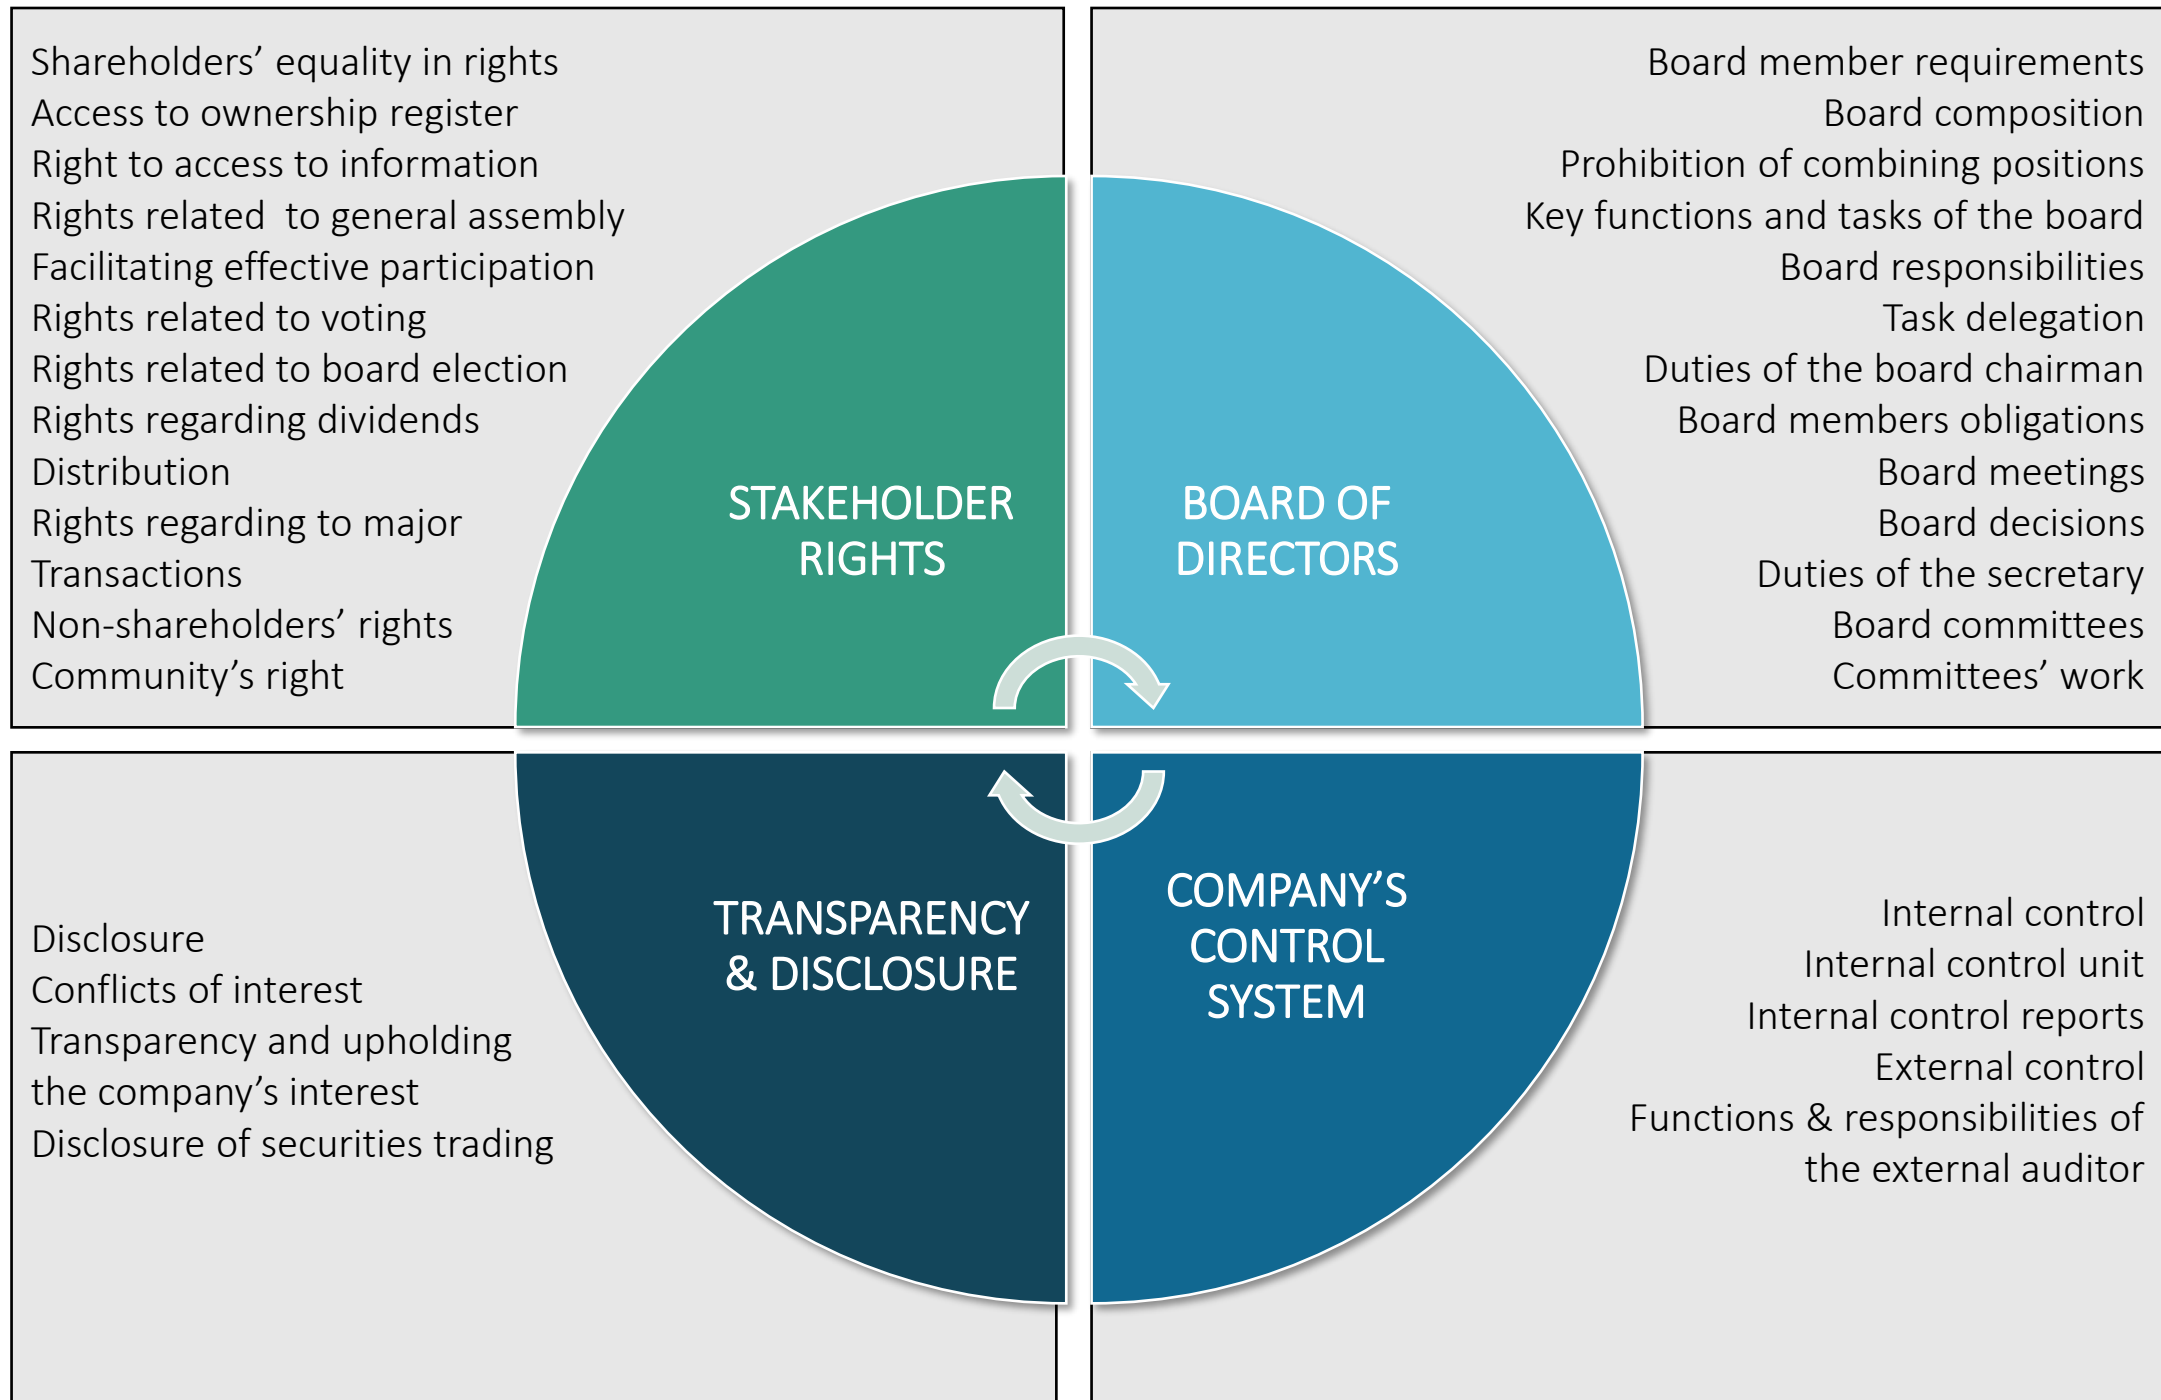 Shareholders’ equality in rights
Access to ownership register
Right to access to information
Rights related  to general assembly
Facilitating effective participation
Rights related to voting
Rights related to board election
Rights regarding dividends
Distribution
Rights regarding to major
Transactions
Non-shareholders’ rights
Community’s right
STAKEHOLDER
RIGHTS
Board member requirements
Board composition
Prohibition of combining positions
Key functions and tasks of the board
Board responsibilities
Task delegation
Duties of the board chairman
Board members obligations
Board meetings
Board decisions
Duties of the secretary
Board committees
Committees’ work
BOARD OF
DIRECTORS
Disclosure
Conflicts of interest
Transparency and upholding
the company’s interest
Disclosure of securities trading
TRANSPARENCY
& DISCLOSURE
COMPANY’S
CONTROL
SYSTEM
Internal control
Internal control unit
Internal control reports
External control
Functions & responsibilities of
the external auditor